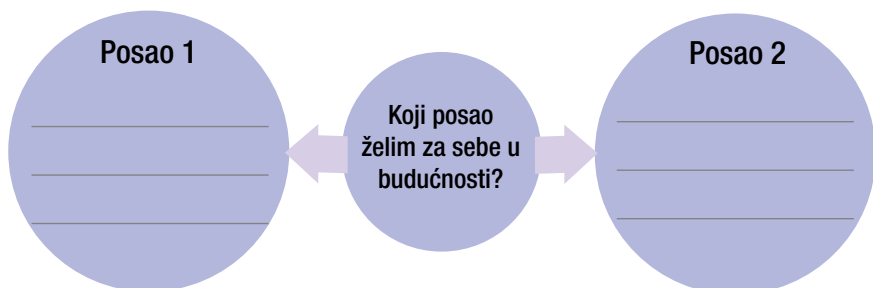 Posao 1
Koji posao
želim za sebe u
budućnosti?
Posao 2